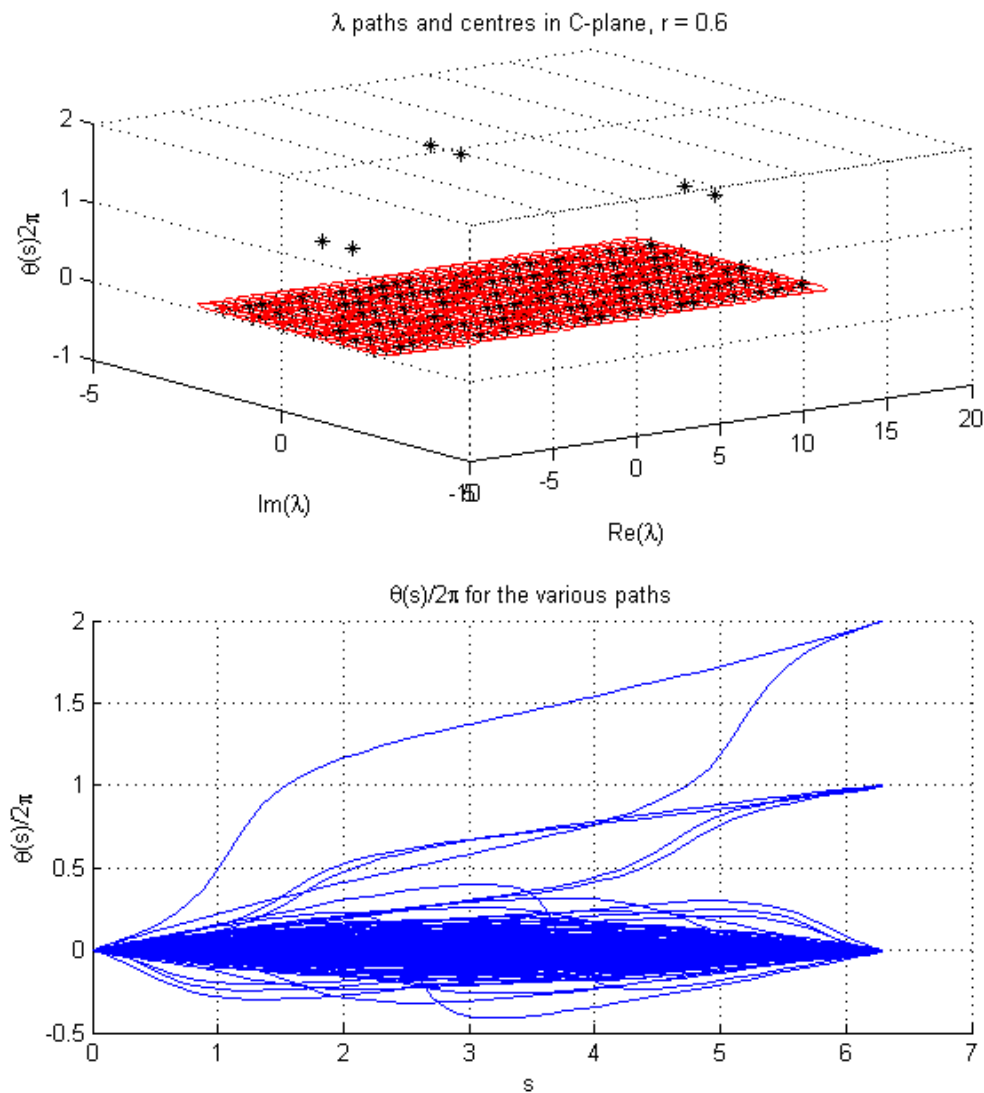 λ paths and centres in C-plane, r = 0.6
2
1
0
-1
θ(s)2π
-5
0
Im(λ)
-5
0
5
10
15
20
Re(λ)
θ(s)/2π for the various paths
2
1.5
1
0.5
0
-0.5
θ(s)/2π
0 1 2 3 4 5 6 7
s